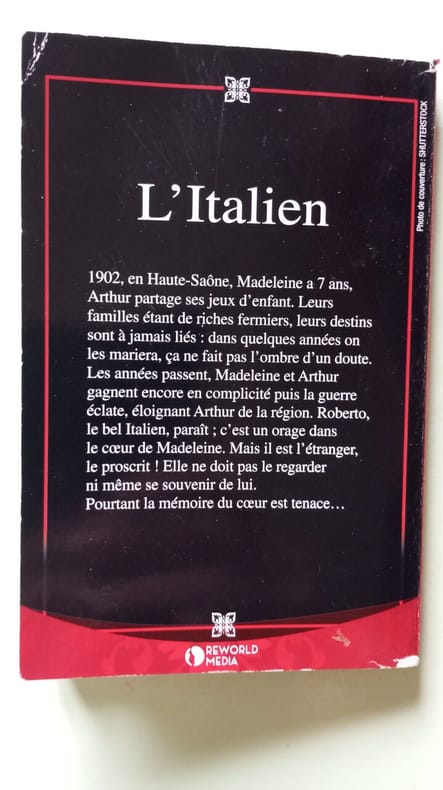 Photo de couverture : SHUTTERSTOCK
L’Italien
1902, en Haute-Saône, Madeleine a 7 ans,
Arthur partage ses jeux d’enfant. Leurs
familles étant de riches fermiers, leurs destins
sont à jamais liés : dans quelques années on
les mariera, ça ne fait pas l’ombre d’un doute.
Les années passent, Madeleine et Arthur
gagnent encore en complicité puis la guerre
éclate, éloignant Arthur de la région. Roberto,
le bel Italien, paraît ; c’est un orage dans
le cœur de Madeleine. Mais il est l’étranger,
le proscrit ! Elle ne doit pas le regarder
ni même se souvenir de lui.
Pourtant la mémoire du cœur est tenace…
REWORLD
MEDIA